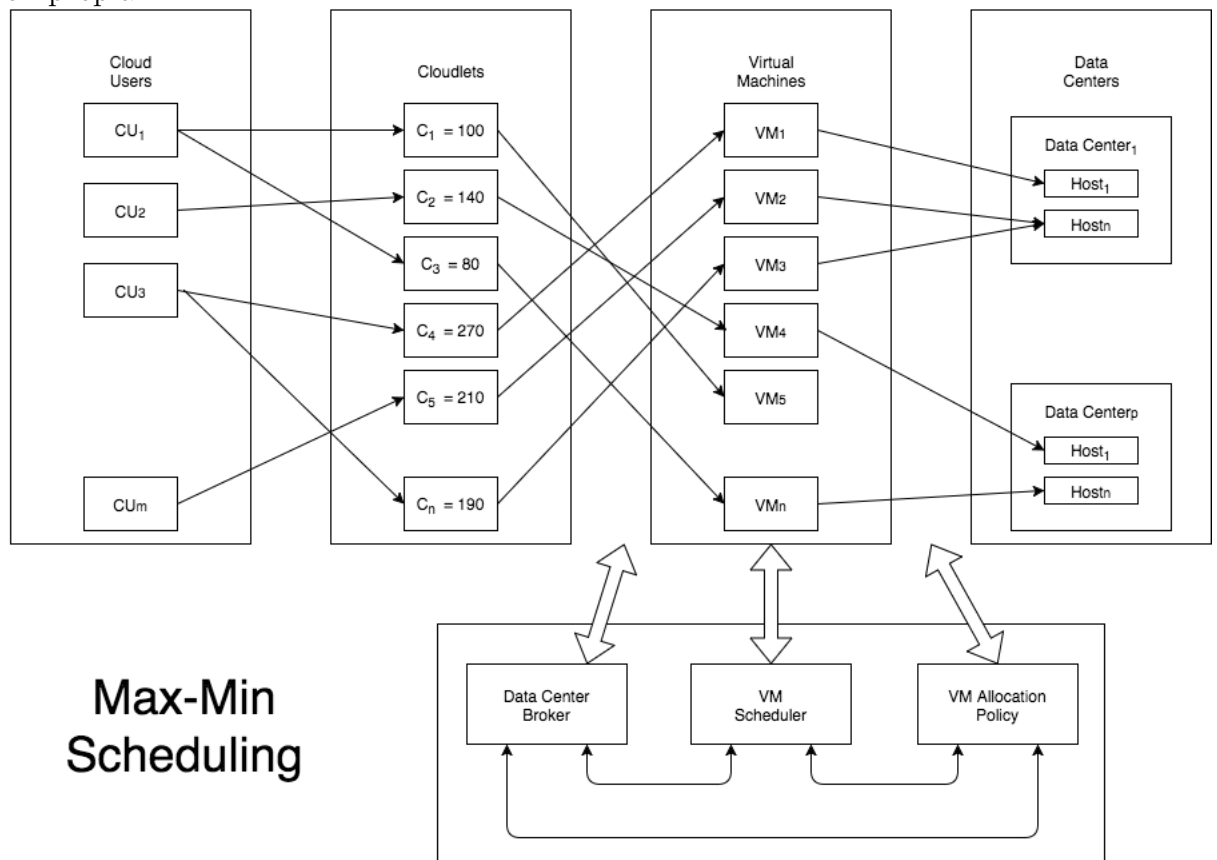 Cloud
Users
CU₁
CU₂
CU₃
CUm
Cloudlets
C₁ = 100
C₂ = 140
C₃ = 80
C₄ = 270
C₅ = 210
Cₙ = 190
Virtual
Machines
VM₁
VM₂
VM₃
VM₄
VM₅
VMn
Data
Centers
Data Center₁
Host₁
Hostn
Data Centerp
Host₁
Hostn
Max-Min
Scheduling
Data Center
Broker
VM
Scheduler
VM Allocation
Policy